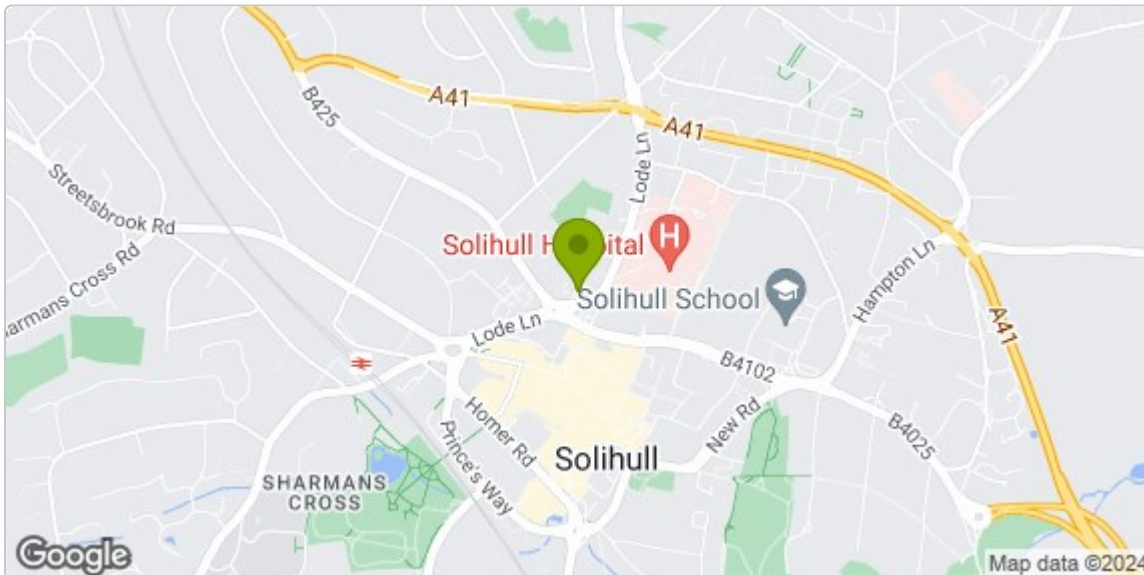 A41
B425
A41
Lode Ln
Streetsbrook Rd
Sharmans Cross Rd
Hampton Ln
Solihull Hospital
H
Solihull School
A41
Lode Ln
B4102
New Rd
B4025
Homer Rd
Prince's Way
Solihull
SHARMANS
CROSS
Google
Map data ©2024